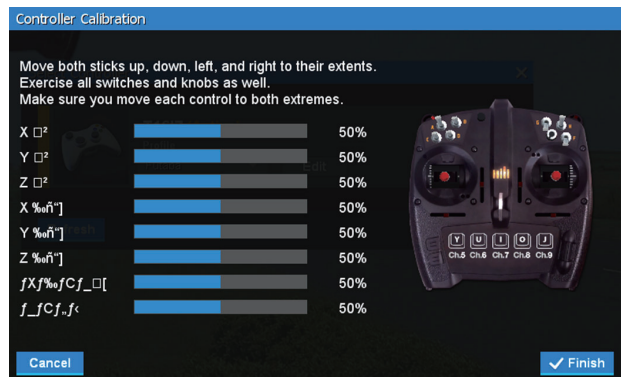 Controller Calibration
Move both sticks up, down, left, and right to their extents.
Exercise all switches and knobs as well.
Make sure you move each control to both extremes.
X □² 50%
Y □² 50%
Z □² 50%
X ‰ñ“] 50%
Y ‰ñ“] 50%
Z ‰ñ“] 50%
ƒXƒ‰ƒCƒ_□[ 50%
ƒ_ƒCƒ„ƒ‹ 50%
Edit
Y U I O J
Ch.5 Ch.6 Ch.7 Ch.8 Ch.9
Cancel
Finish